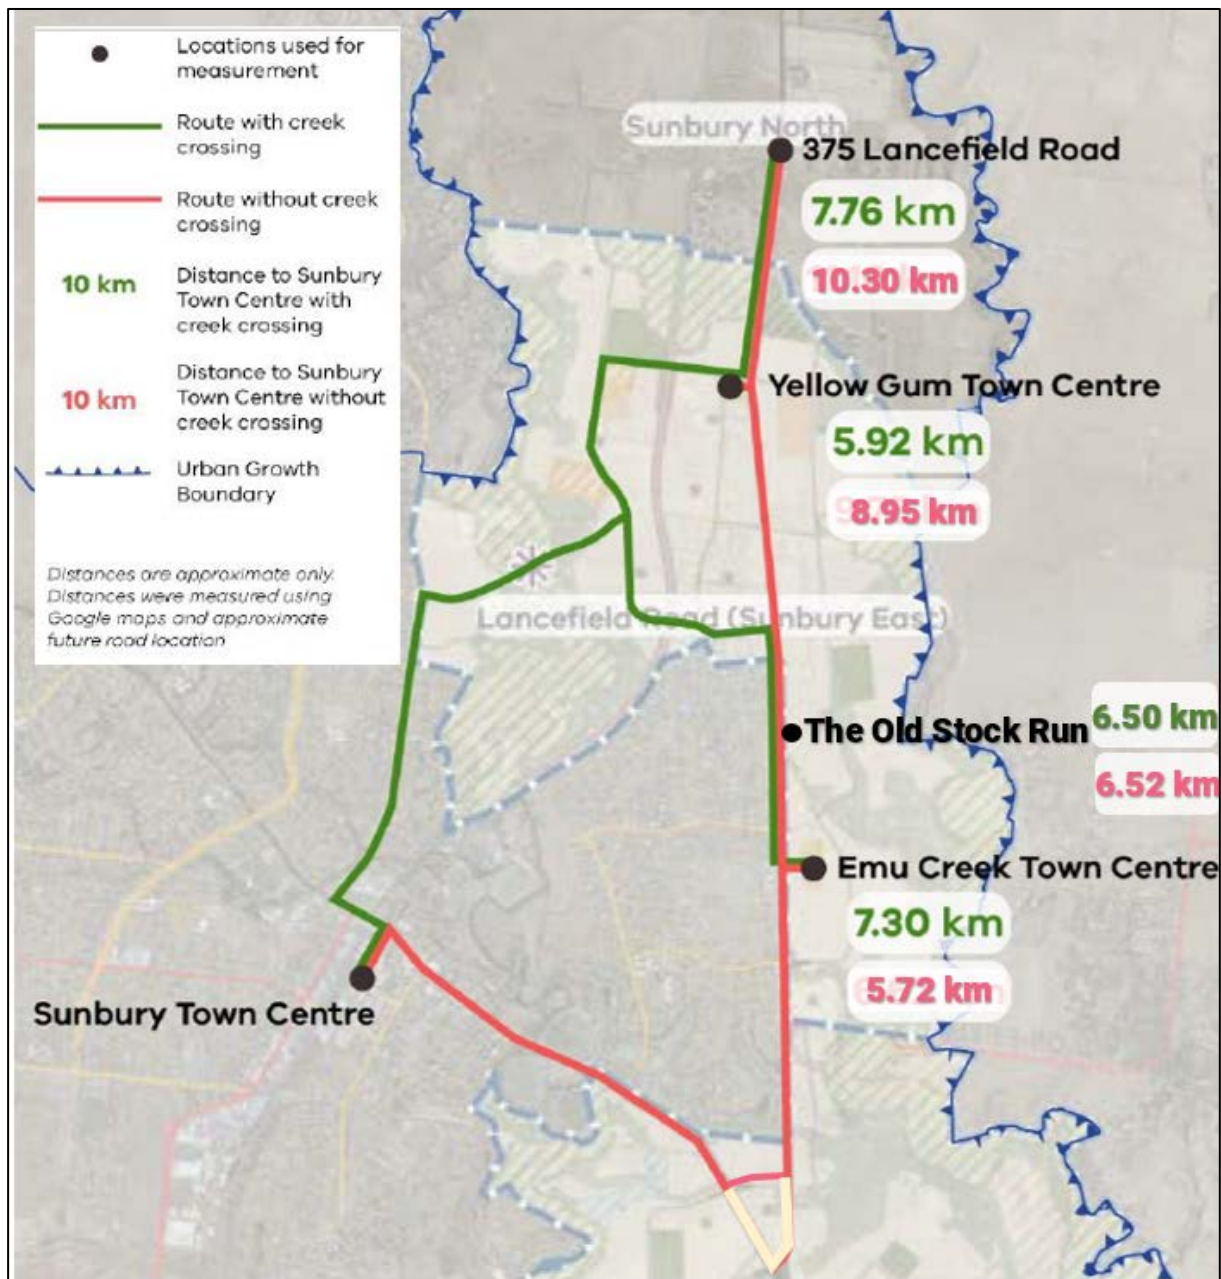 Locations used for
measurement
Route with creek
crossing
Route without creek
crossing
10 km
Distance to Sunbury
Town Centre with
creek crossing
10 km
Distance to Sunbury
Town Centre without
creek crossing
Urban Growth
Boundary
Distances are approximate only.
Distances were measured using
Google maps and approximate
future road location
Sunbury North
375 Lancefield Road
7.76 km
10.30 km
Yellow Gum Town Centre
5.92 km
8.95 km
Lancefield Road (Sunbury East)
The Old Stock Run
6.50 km
6.52 km
Emu Creek Town Centre
7.30 km
5.72 km
Sunbury Town Centre